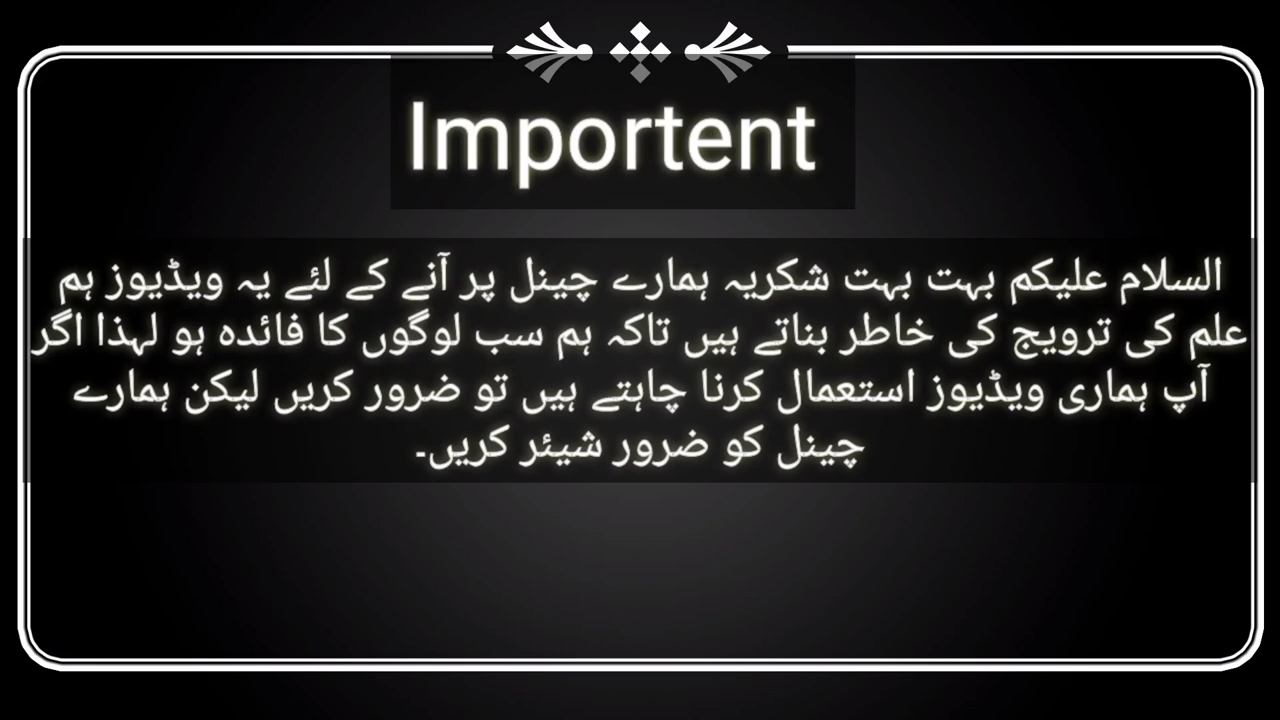 Importent
السلام علیکم بہت بہت شکریہ ہمارے چینل پر آنے کے لئے یہ ویڈیوز ہم
علم کی ترویج کی خاطر بناتے ہیں تاکہ ہم سب لوگوں کا فائدہ ہو لہذا اگر
آپ ہماری ویڈیوز استعمال کرنا چاہتے ہیں تو ضرور کریں لیکن ہمارے
چینل کو ضرور شیئر کریں۔